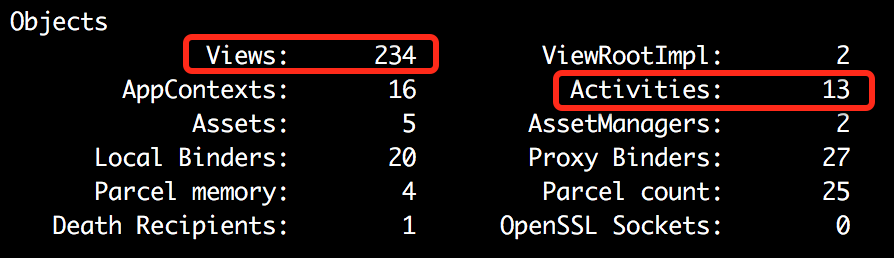 Objects
Views: 234 ViewRootImpl: 2
AppContexts: 16 Activities: 13
Assets: 5 AssetManagers: 2
Local Binders: 20 Proxy Binders: 27
Parcel memory: 4 Parcel count: 25
Death Recipients: 1 OpenSSL Sockets: 0